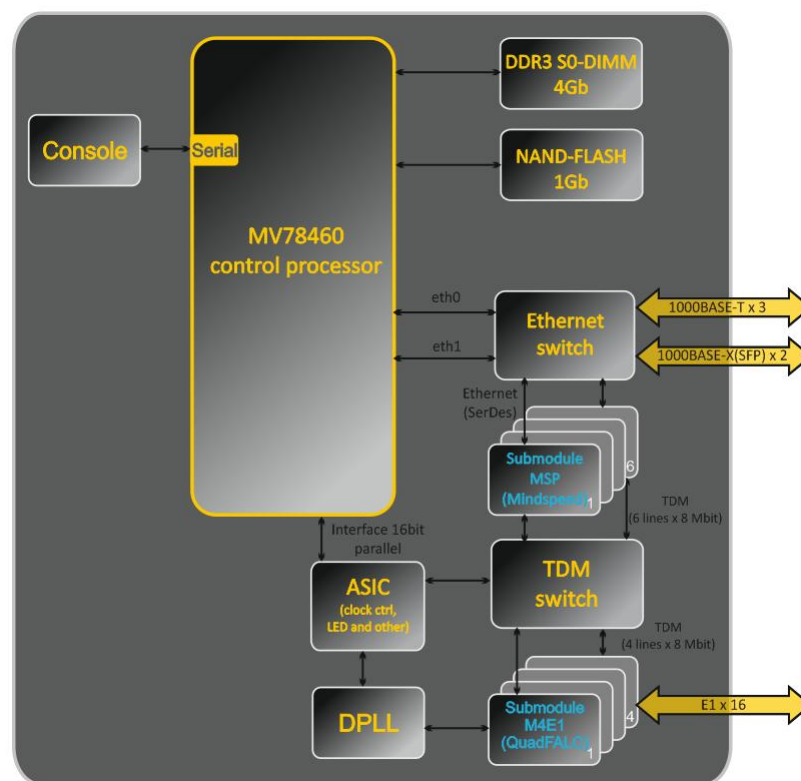 DDR3 S0-DIMM
4Gb
Console
Serial
NAND-FLASH
1Gb
MV78460
control processor
eth0
1000BASE-T x 3
Ethernet
switch
eth1
1000BASE-X(SFP) x 2
Ethernet
(SerDes)
6
Submodule
MSP
(Mindspeed)
1
TDM
(6 lines x 8 Mbit)
Interface 16bit
parallel
ASIC
(clock ctrl,
LED and other)
TDM
switch
TDM
(4 lines x 8 Mbit)
DPLL
Submodule
M4E1
(QuadFALC)
1
4
E1 x 16